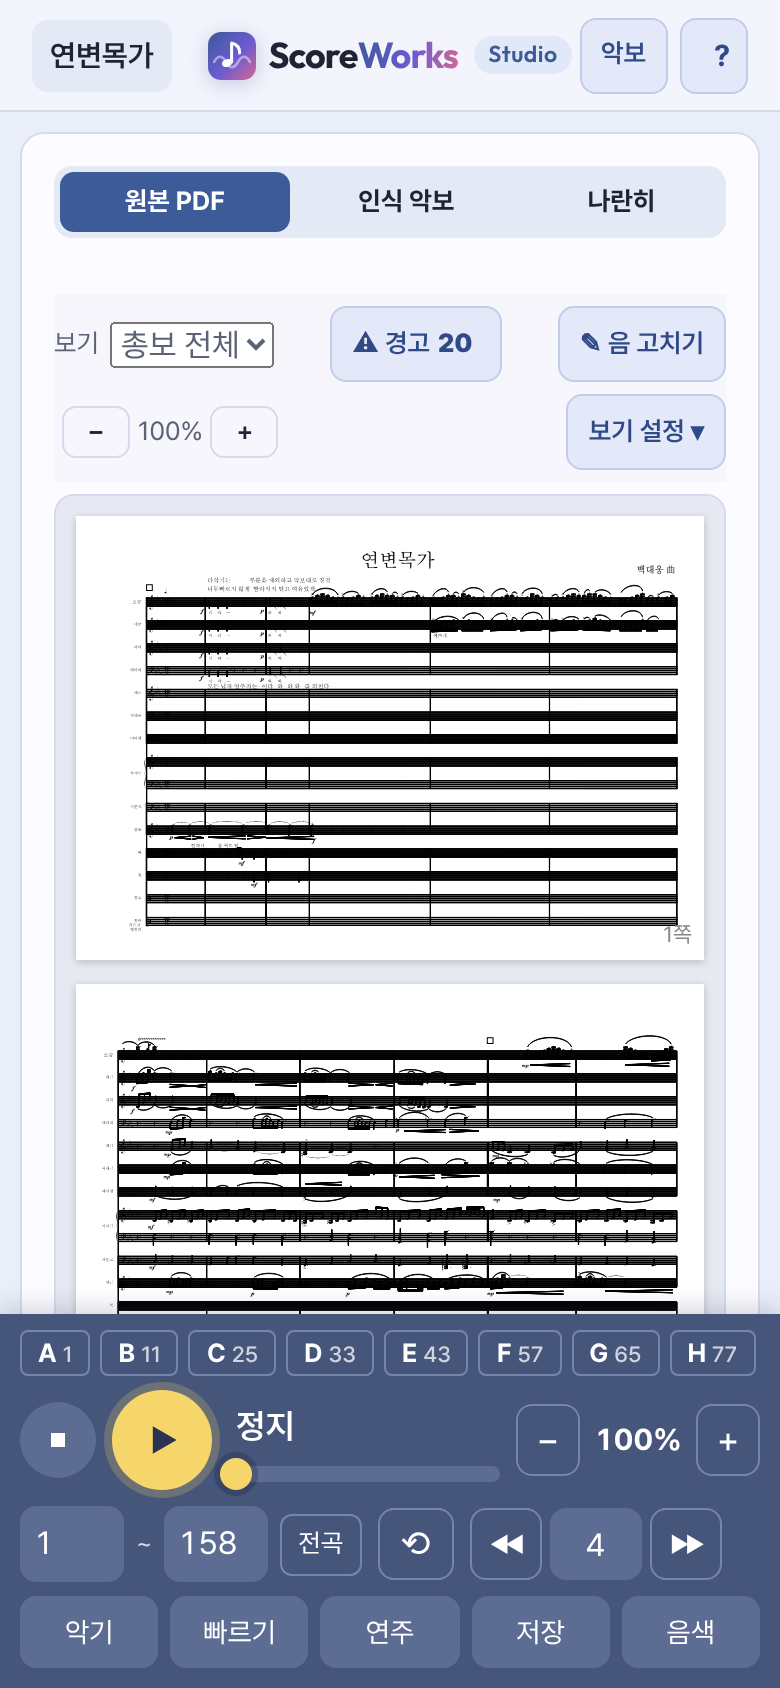 연변목가
ScoreWorks
Studio
악보
?
원본 PDF
인식 악보
나란히
보기
총보 전체
경고 20
✎ 음 고치기
−
100%
+
보기 설정 ▾
연변목가
백대웅 曲
1쪽
A 1
B 11
C 25
D 33
E 43
F 57
G 65
H 77
정지
−
100%
+
1
~
158
전곡
4
악기
빠르기
연주
저장
음색